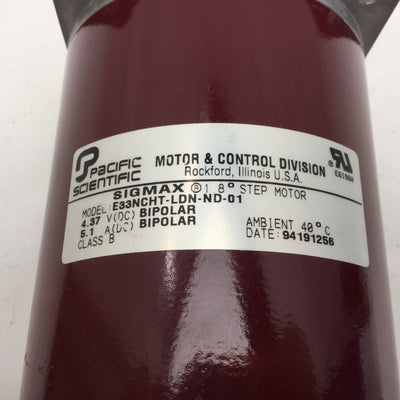 PACIFIC
SCIENTIFIC
MOTOR & CONTROL DIVISION
Rockford, Illinois U.S.A.
SIGMAX ® 1.8° STEP MOTOR
MODEL: E33NCHT-LDN-ND-01
4.37 V(DC) BIPOLAR
5.1 A(DC) BIPOLAR
CLASS B
AMBIENT 40°C
DATE: 94191256